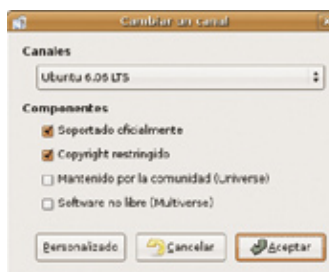 Cambiar un canal
Canales
Ubuntu 6.06 LTS
Componentes
Soportado oficialmente
Copyright restringido
Mantenido por la comunidad (Universe)
Software no libre (Multiverse)
Personalizado Cancelar Aceptar